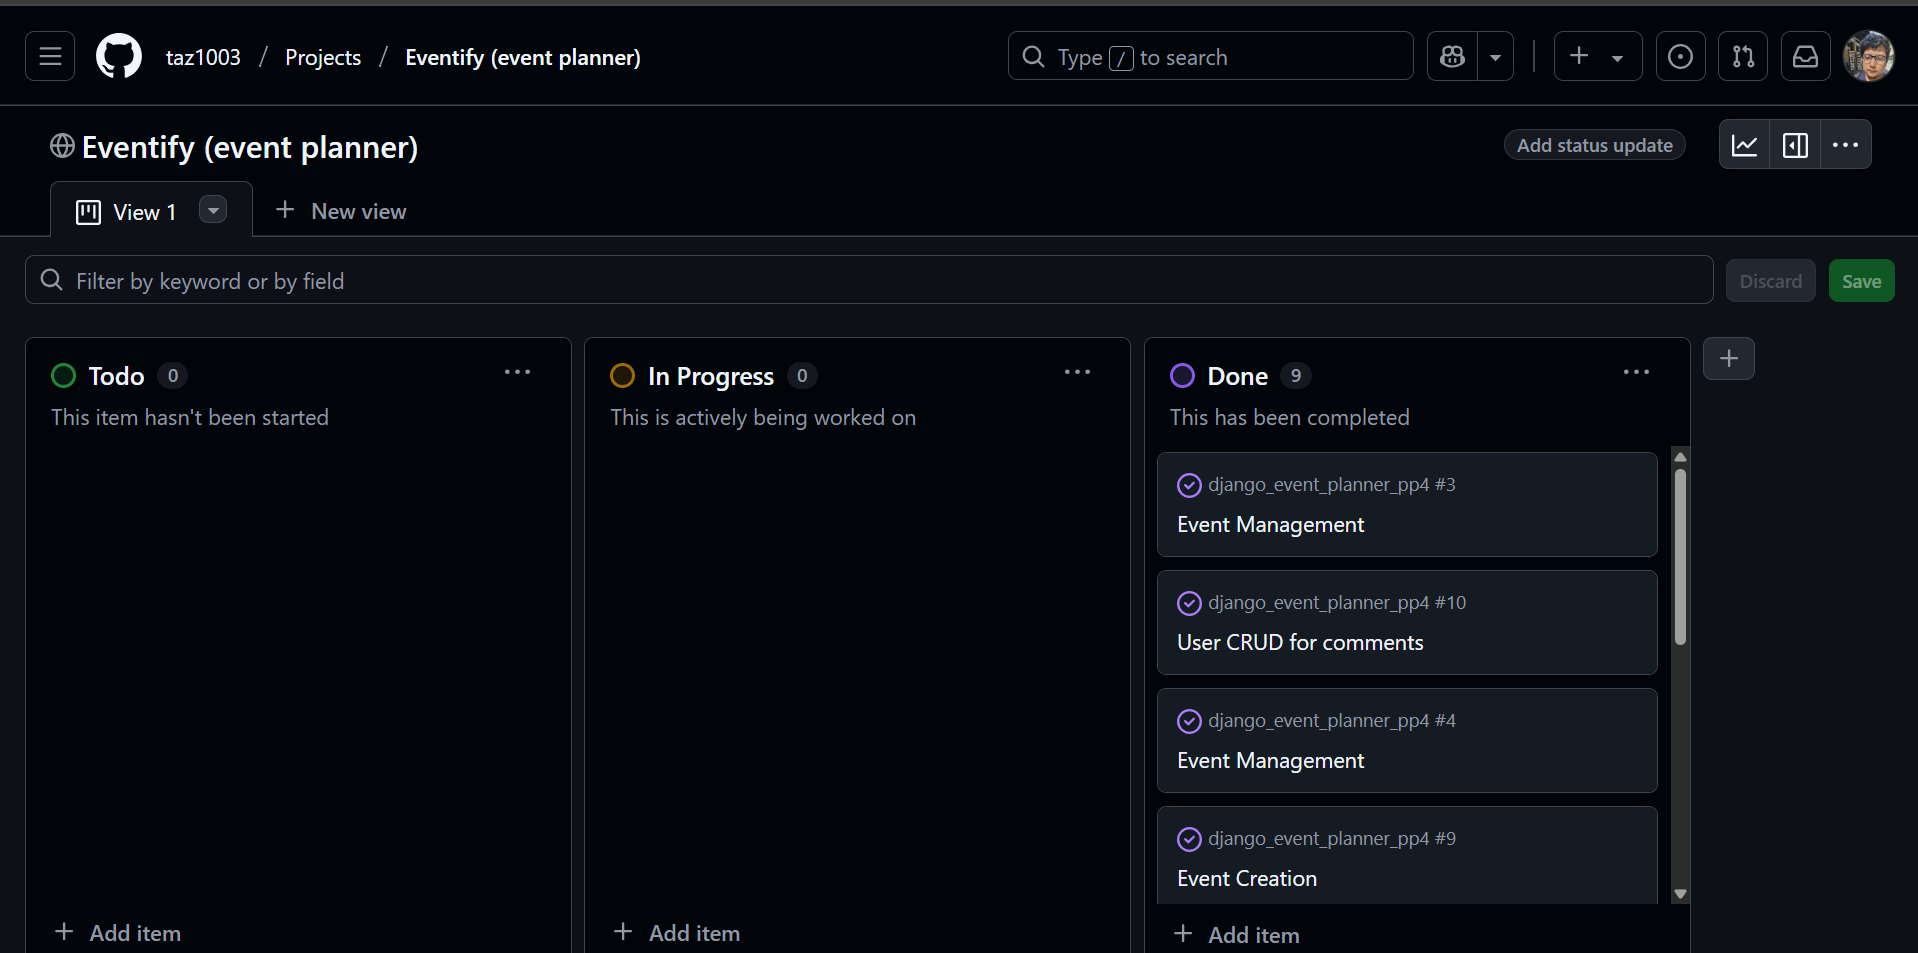 taz1003 / Projects / Eventify (event planner)
Type / to search
Eventify (event planner)
Add status update
View 1
New view
Filter by keyword or by field
Discard
Save
Todo 0
This item hasn't been started
Add item
In Progress 0
This is actively being worked on
Add item
Done 9
This has been completed
django_event_planner_pp4 #3
Event Management
django_event_planner_pp4 #10
User CRUD for comments
django_event_planner_pp4 #4
Event Management
django_event_planner_pp4 #9
Event Creation
Add item